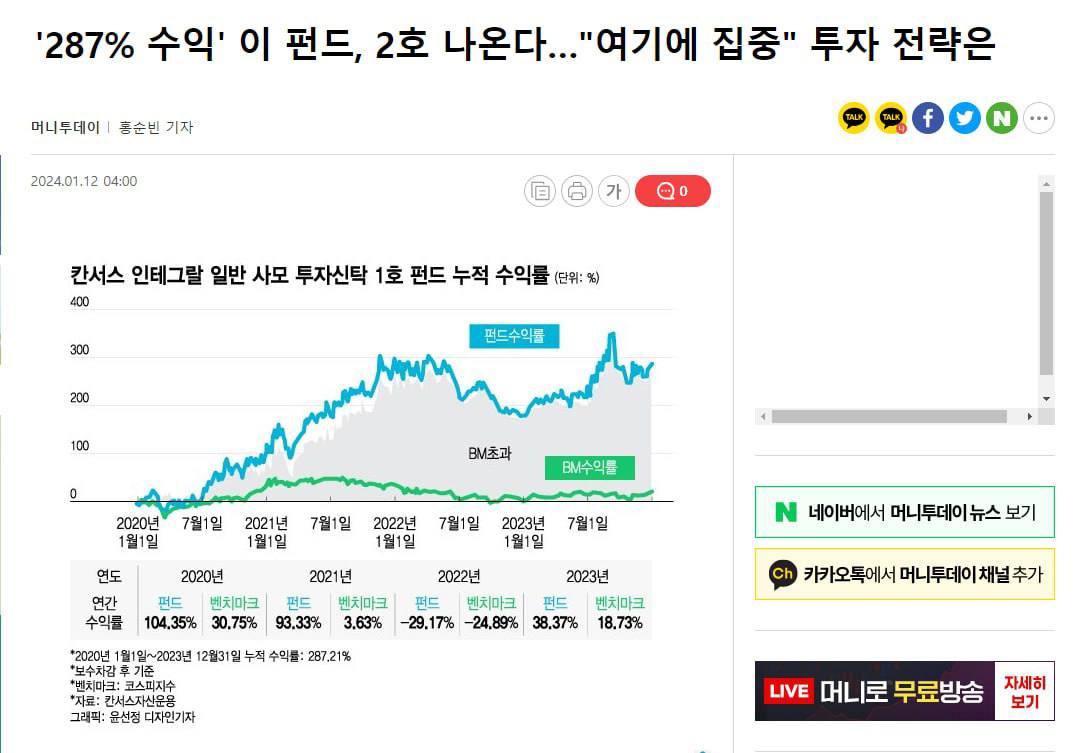 '287% 수익' 이 펀드, 2호 나온다…"여기에 집중" 투자 전략은
머니투데이 | 홍순빈 기자
TALK TALK f N
2024.01.12 04:00
가 0
칸서스 인테그랄 일반 사모 투자신탁 1호 펀드 누적 수익률 (단위: %)
400
300
200
100
0
펀드수익률
BM초과
BM수익률
2020년 7월1일 2021년 7월1일 2022년 7월1일 2023년 7월1일
1월1일 1월1일 1월1일 1월1일
연도 2020년 2021년 2022년 2023년
연간 펀드 벤치마크 펀드 벤치마크 펀드 벤치마크 펀드 벤치마크
수익률 104.35% 30.75% 93.33% 3.63% -29.17% -24.89% 38.37% 18.73%
*2020년 1월1일~2023년 12월31일 누적 수익률: 287.21%
*보수차감 후 기준
*벤치마크: 코스피지수
*자료: 칸서스자산운용
그래픽: 윤선정 디자인기자
N 네이버에서 머니투데이 뉴스 보기
Ch 카카오톡에서 머니투데이 채널 추가
LIVE 머니로 무료방송 자세히
보기